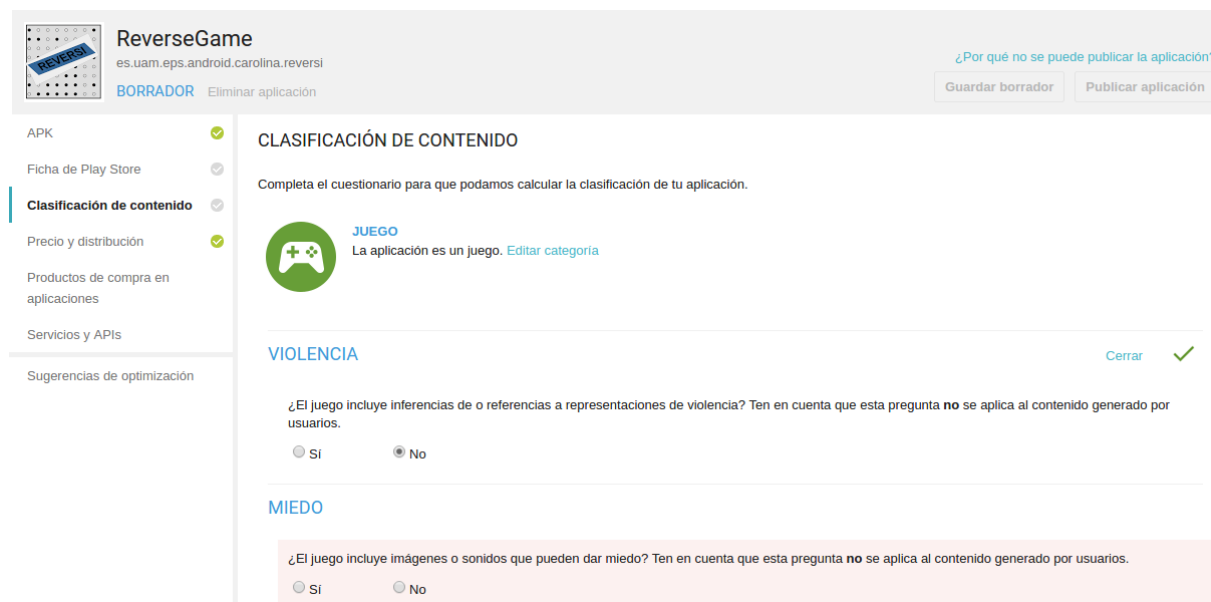 REVERSI
ReverseGame
es.uam.eps.android.carolina.reversi
BORRADOR Eliminar aplicación
¿Por qué no se puede publicar la aplicación?
Guardar borrador Publicar aplicación
APK
Ficha de Play Store
Clasificación de contenido
Precio y distribución
Productos de compra en
aplicaciones
Servicios y APIs
Sugerencias de optimización
CLASIFICACIÓN DE CONTENIDO
Completa el cuestionario para que podamos calcular la clasificación de tu aplicación.
JUEGO
La aplicación es un juego. Editar categoría
VIOLENCIA
Cerrar
¿El juego incluye inferencias de o referencias a representaciones de violencia? Ten en cuenta que esta pregunta no se aplica al contenido generado por
usuarios.
Sí No
MIEDO
¿El juego incluye imágenes o sonidos que pueden dar miedo? Ten en cuenta que esta pregunta no se aplica al contenido generado por usuarios.
Sí No